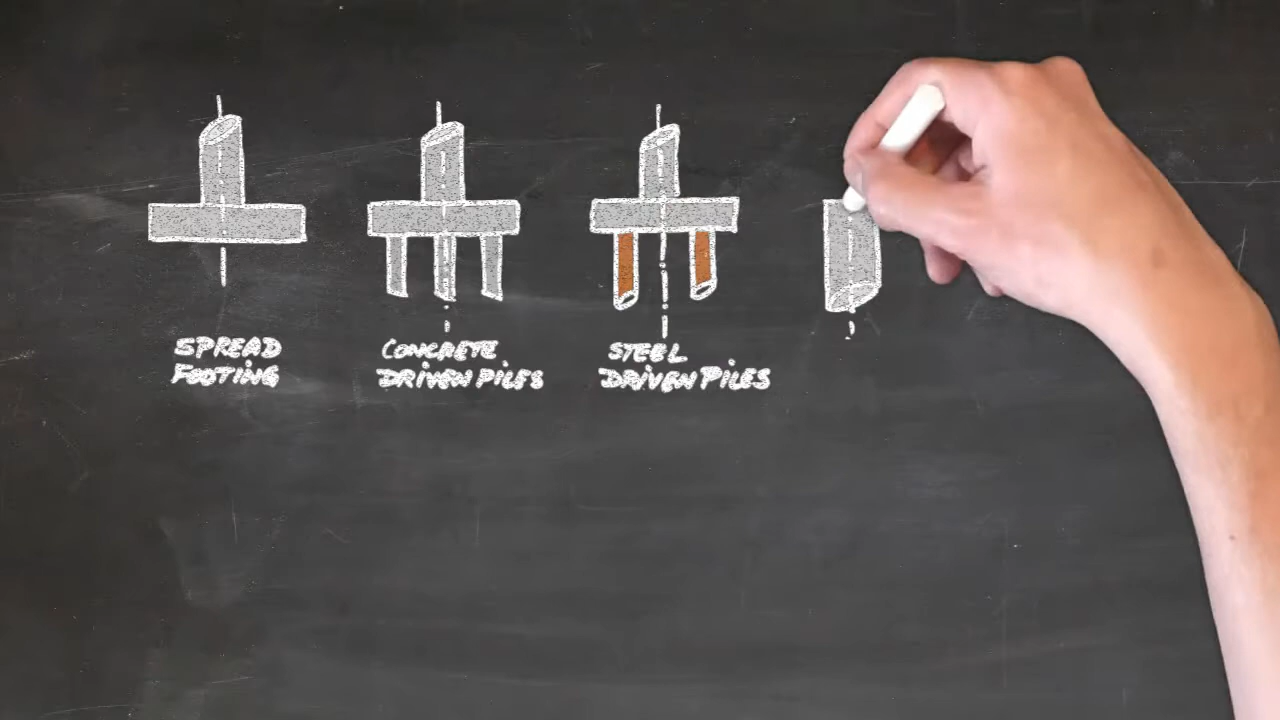 SPREAD
FOOTING
CONCRETE
DRIVEN PILES
STEEL
DRIVEN PILES